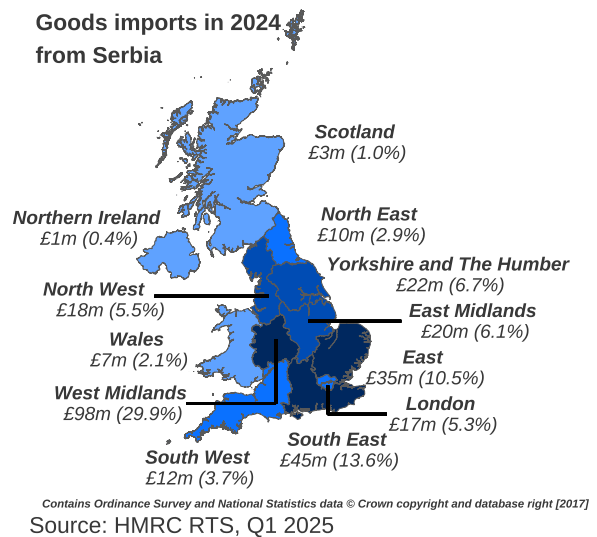 Goods imports in 2024
from Serbia
Scotland
£3m (1.0%)
Northern Ireland
£1m (0.4%)
North East
£10m (2.9%)
Yorkshire and The Humber
£22m (6.7%)
North West
£18m (5.5%)
East Midlands
£20m (6.1%)
Wales
£7m (2.1%)
East
£35m (10.5%)
West Midlands
£98m (29.9%)
London
£17m (5.3%)
South East
£45m (13.6%)
South West
£12m (3.7%)
Contains Ordinance Survey and National Statistics data © Crown copyright and database right [2017]
Source: HMRC RTS, Q1 2025